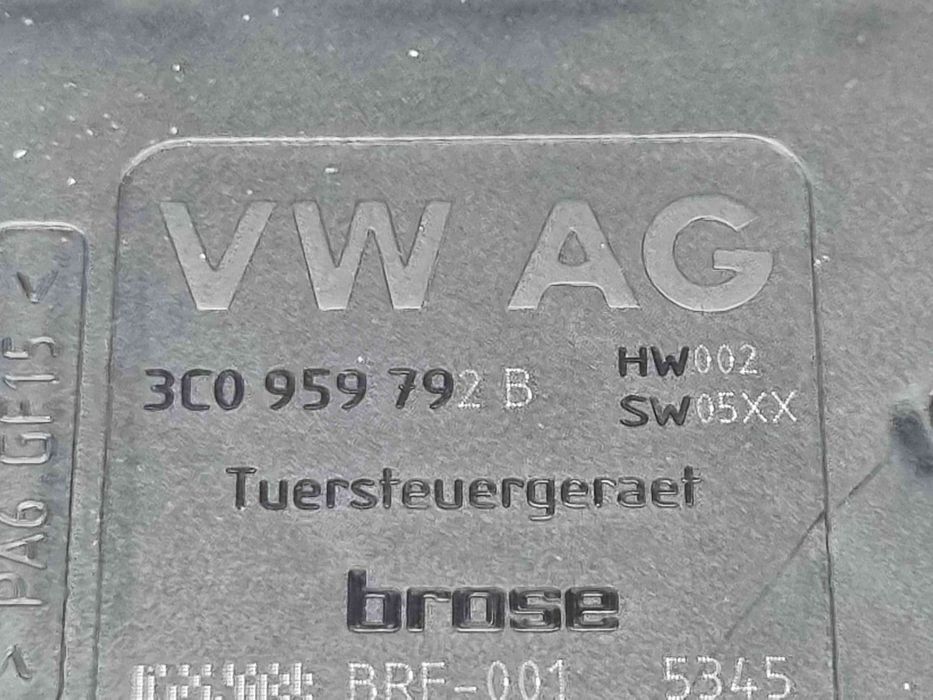 VW AG
3C0 959 792 B
HW002
SW05XX
Tuersteuergeraet
brose
BRF-001 5345
>PA6 GF15<